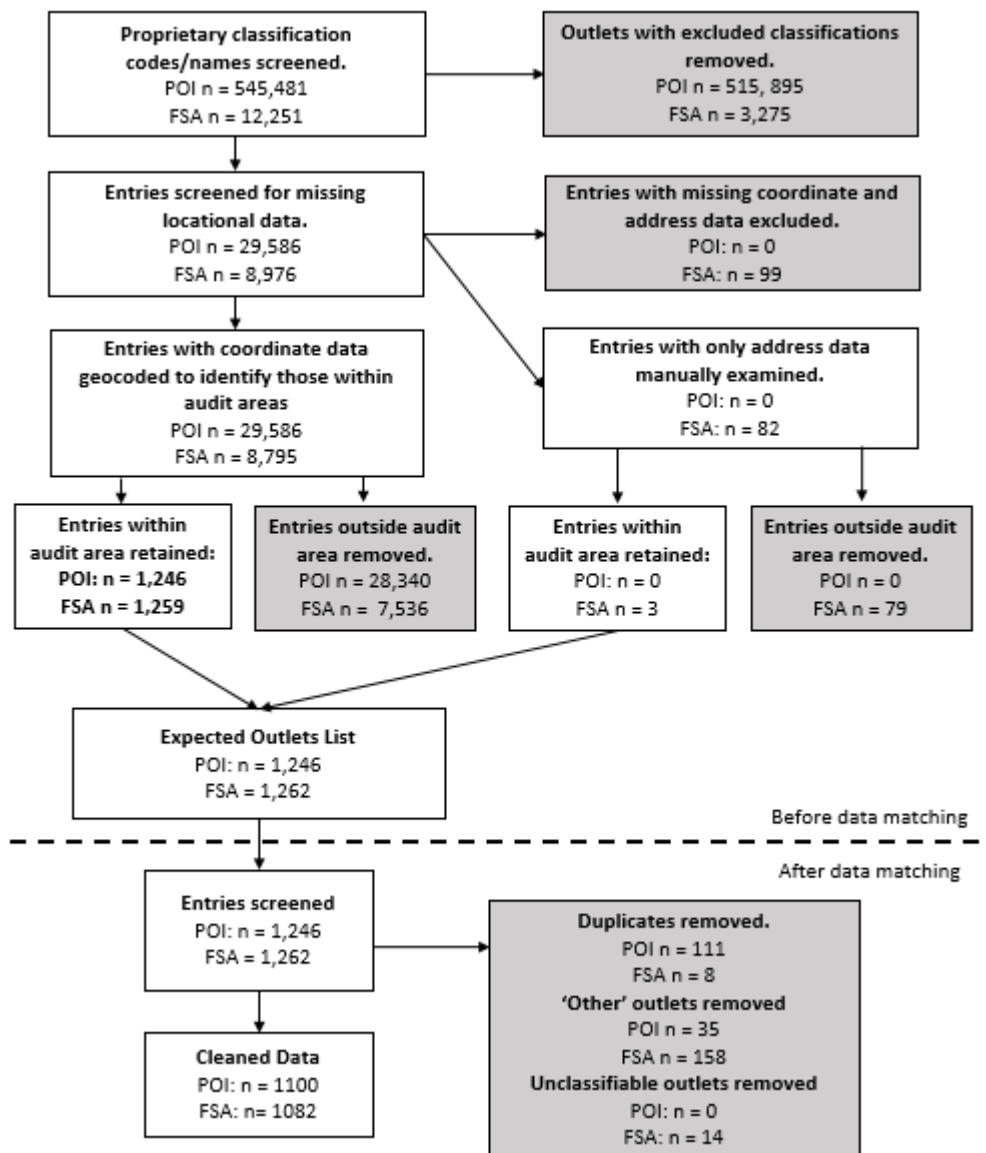 Proprietary classification
codes/names screened.
POI n = 545,481
FSA n = 12,251
Outlets with excluded classifications
removed.
POI n = 515, 895
FSA n = 3,275
Entries screened for missing
locational data.
POI n = 29,586
FSA n = 8,976
Entries with missing coordinate and
address data excluded.
POI: n = 0
FSA: n = 99
Entries with coordinate data
geocoded to identify those within
audit areas
POI n = 29,586
FSA n = 8,795
Entries with only address data
manually examined.
POI: n = 0
FSA: n = 82
Entries within
audit area retained:
POI: n = 1,246
FSA n = 1,259
Entries outside audit
area removed.
POI n = 28,340
FSA n = 7,536
Entries within
audit area retained:
POI: n = 0
FSA n = 3
Entries outside audit
area removed.
POI n = 0
FSA n = 79
Expected Outlets List
POI: n = 1,246
FSA = 1,262
Before data matching
After data matching
Entries screened
POI: n = 1,246
FSA = 1,262
Duplicates removed.
POI n = 111
FSA n = 8
‘Other’ outlets removed
POI n = 35
FSA n = 158
Unclassifiable outlets removed
POI: n = 0
FSA: n = 14
Cleaned Data
POI: n = 1100
FSA: n= 1082